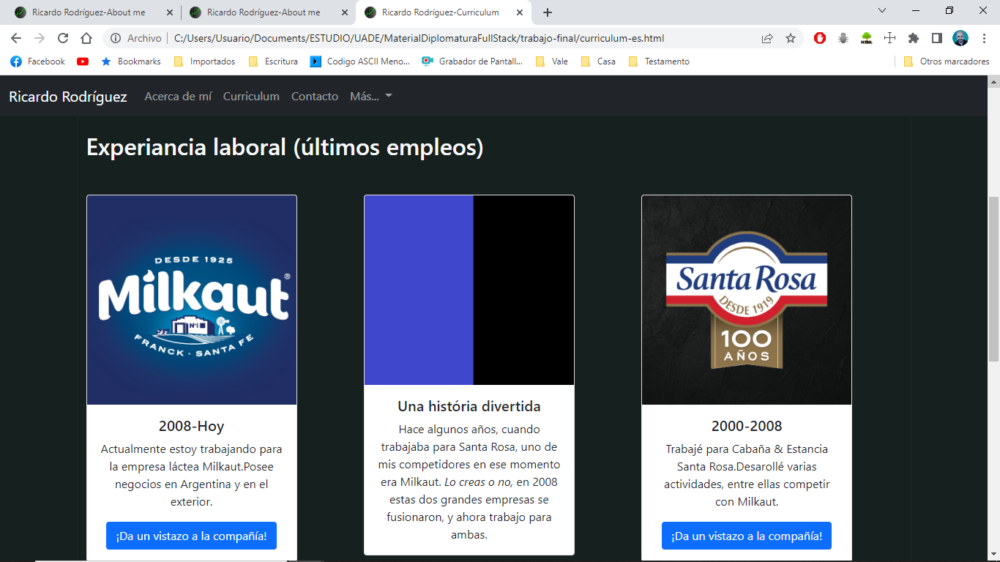 Ricardo Rodríguez-About me
Ricardo Rodríguez-About me
Ricardo Rodríguez-Curriculum
Archivo
C:/Users/Usuario/Documents/ESTUDIO/UADE/MaterialDiplomaturaFullStack/trabajo-final/curriculum-es.html
HTML
Facebook
Bookmarks
Importados
Escritura
Codigo ASCII Meno...
Grabador de Pantall...
Vale
Casa
Testamento
Otros marcadores
Ricardo Rodríguez
Acerca de mí
Curriculum
Contacto
Más...
Experiancia laboral (últimos empleos)
DESDE 1925
Milkaut®
Nº1
FRANCK · SANTA FE
2008-Hoy
Actualmente estoy trabajando para
la empresa láctea Milkaut.Posee
negocios en Argentina y en el
exterior.
¡Da un vistazo a la compañía!
Una história divertida
Hace algunos años, cuando
trabajaba para Santa Rosa, uno de
mis competidores en ese momento
era Milkaut. Lo creas o no, en 2008
estas dos grandes empresas se
fusionaron, y ahora trabajo para
ambas.
Santa Rosa
DESDE 1919
100
AÑOS
2000-2008
Trabajé para Cabaña & Estancia
Santa Rosa.Desarollé varias
actividades, entre ellas competir
con Milkaut.
¡Da un vistazo a la compañía!